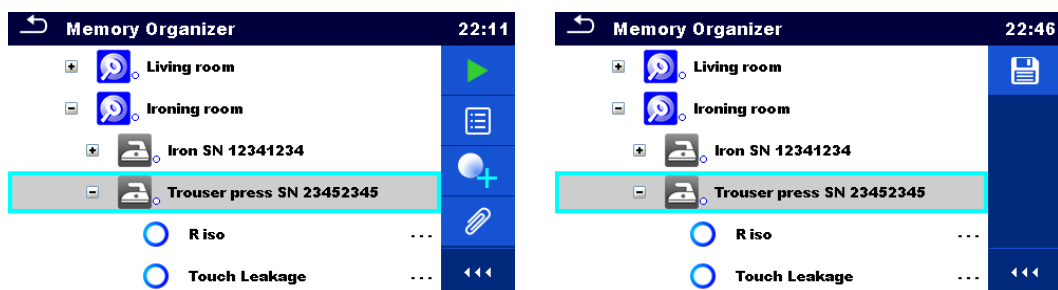 Memory Organizer 22:11
Living room
Ironing room
Iron SN 12341234
Trouser press SN 23452345
R iso ---
Touch Leakage ---
Memory Organizer 22:46
Living room
Ironing room
Iron SN 12341234
Trouser press SN 23452345
R iso ---
Touch Leakage ---